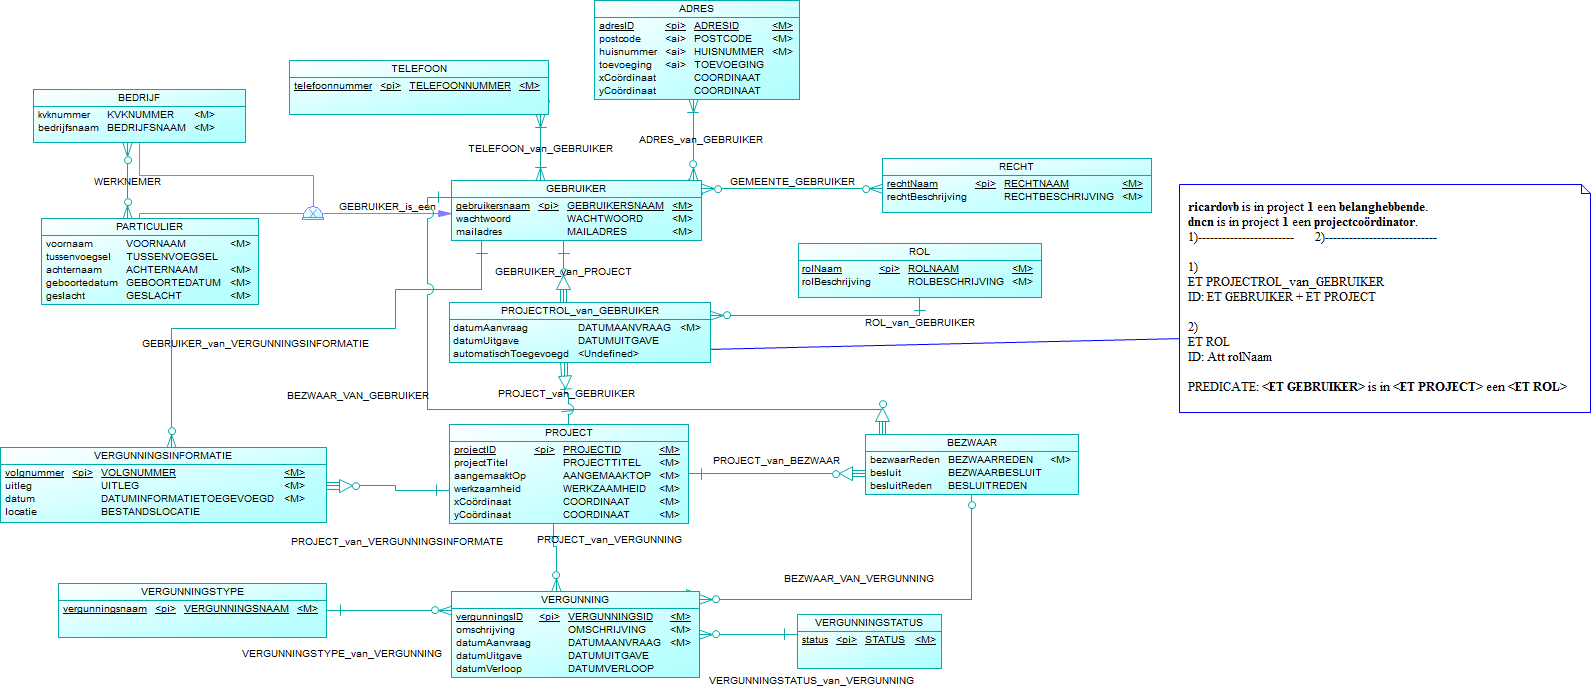 ADRES
adresID <pi> ADRESID <M>
postcode <ai> POSTCODE <M>
huisnummer <ai> HUISNUMMER <M>
toevoeging <ai> TOEVOEGING
xCoördinaat COORDINAAT
yCoördinaat COORDINAAT
TELEFOON
telefoonnummer <pi> TELEFOONNUMMER <M>
BEDRIJF
kvknummer KVKNUMMER <M>
bedrijfsnaam BEDRIJFSNAAM <M>
ADRES_van_GEBRUIKER
TELEFOON_van_GEBRUIKER
WERKNEMER
GEMEENTE_GEBRUIKER
RECHT
rechtNaam <pi> RECHTNAAM <M>
rechtBeschrijving RECHTBESCHRIJVING <M>
GEBRUIKER_is_een
GEBRUIKER
gebruikersnaam <pi> GEBRUIKERSNAAM <M>
wachtwoord WACHTWOORD <M>
mailadres MAILADRES <M>
PARTICULIER
voornaam VOORNAAM <M>
tussenvoegsel TUSSENVOEGSEL
achternaam ACHTERNAAM <M>
geboortedatum GEBOORTEDATUM <M>
geslacht GESLACHT <M>
ricardovb is in project 1 een belanghebbende.
dncn is in project 1 een projectcoördinator.
1)------------------------ 2)----------------------------
1)
ET PROJECTROL_van_GEBRUIKER
ID: ET GEBRUIKER + ET PROJECT
2)
ET ROL
ID: Att rolNaam
PREDICATE: <ET GEBRUIKER> is in <ET PROJECT> een <ET ROL>
ROL
rolNaam <pi> ROLNAAM <M>
rolBeschrijving ROLBESCHRIJVING <M>
GEBRUIKER_van_PROJECT
PROJECTROL_van_GEBRUIKER
datumAanvraag DATUMAANVRAAG <M>
datumUitgave DATUMUITGAVE
automatischToegevoegd <Undefined>
ROL_van_GEBRUIKER
GEBRUIKER_van_VERGUNNINGSINFORMATIE
BEZWAAR_VAN_GEBRUIKER
PROJECT_van_GEBRUIKER
PROJECT
projectID <pi> PROJECTID <M>
projectTitel PROJECTTITEL <M>
aangemaaktOp AANGEMAAKTOP <M>
werkzaamheid WERKZAAMHEID <M>
xCoördinaat COORDINAAT <M>
yCoördinaat COORDINAAT <M>
PROJECT_van_BEZWAAR
BEZWAAR
bezwaarReden BEZWAARREDEN <M>
besluit BEZWAARBESLUIT
besluitReden BESLUITREDEN
VERGUNNINGSINFORMATIE
volgnummer <pi> VOLGNUMMER <M>
uitleg UITLEG <M>
datum DATUMINFORMATIETOEGEVOEGD <M>
locatie BESTANDSLOCATIE
PROJECT_van_VERGUNNINGSINFORMATE
PROJECT_van_VERGUNNING
BEZWAAR_VAN_VERGUNNING
VERGUNNINGSTYPE
vergunningsnaam <pi> VERGUNNINGSNAAM <M>
VERGUNNING
vergunningsID <pi> VERGUNNINGSID <M>
omschrijving OMSCHRIJVING <M>
datumAanvraag DATUMAANVRAAG <M>
datumUitgave DATUMUITGAVE
datumVerloop DATUMVERLOOP
VERGUNNINGSTATUS
status <pi> STATUS <M>
VERGUNNINGSTYPE_van_VERGUNNING
VERGUNNINGSTATUS_van_VERGUNNING